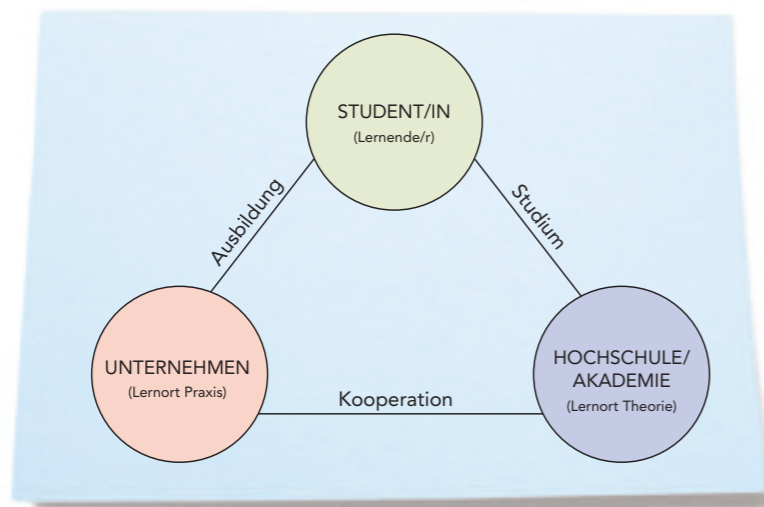 STUDENT/IN
(Lernende/r)
Ausbildung
Studium
UNTERNEHMEN
(Lernort Praxis)
HOCHSCHULE/
AKADEMIE
(Lernort Theorie)
Kooperation